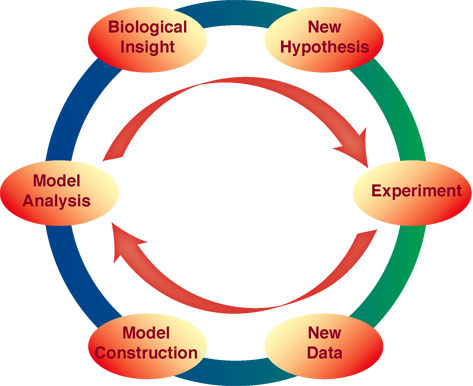 Biological
Insight
New
Hypothesis
Model
Analysis
Experiment
Model
Construction
New
Data